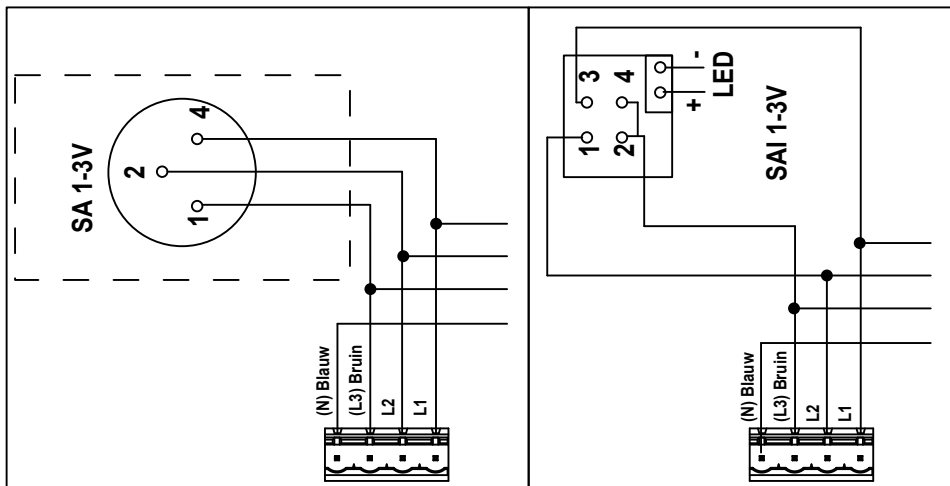 SA 1-3V
1
2
4
(N) Blauw
(L3) Bruin
L2
L1
3
4
1
2
-
+
LED
SAI 1-3V
(N) Blauw
(L3) Bruin
L2
L1